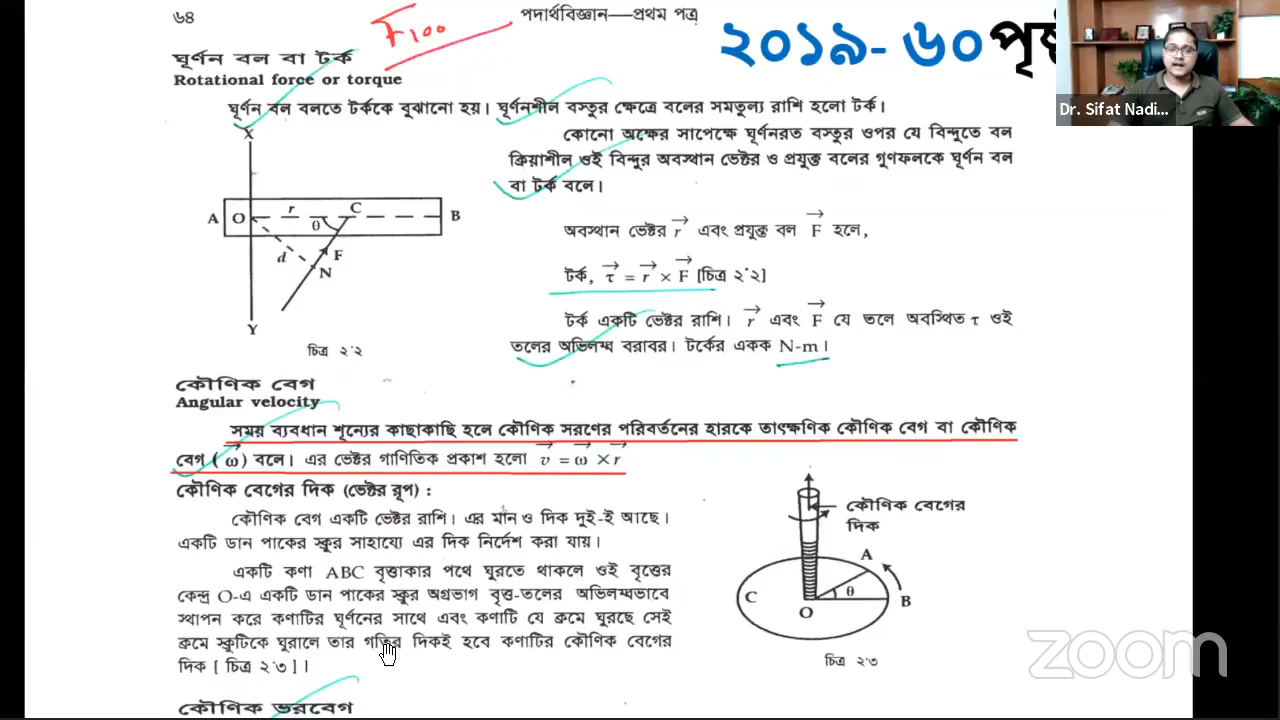 ৬৪
পদার্থবিজ্ঞান—প্রথম পত্র
F100
২০১৯- ৬০পৃষ্
ঘূর্ণন বল বা টর্ক
Rotational force or torque
ঘূর্ণন বল বলতে টর্ককে বুঝানো হয়। ঘূর্ণনশীল বস্তুর ক্ষেত্রে বলের সমতুল্য রাশি হলো টর্ক।
কোনো অক্ষের সাপেক্ষে ঘূর্ণনরত বস্তুর ওপর যে বিন্দুতে বল
ক্রিয়াশীল ওই বিন্দুর অবস্থান ভেক্টর ও প্রযুক্ত বলের গুণফলকে ঘূর্ণন বল
বা টর্ক বলে।
X
A O r C B
θ
d F
N
Y
চিত্র ২˙২
অবস্থান ভেক্টর r⃗ এবং প্রযুক্ত বল F⃗ হলে,
টর্ক, τ⃗ = r⃗ × F⃗ [চিত্র ২˙২]
টর্ক একটি ভেক্টর রাশি। r⃗ এবং F⃗ যে তলে অবস্থিত τ ওই
তলের অভিলম্ব বরাবর। টর্কের একক N-m।
কৌণিক বেগ
Angular velocity
সময় ব্যবধান শূন্যের কাছাকাছি হলে কৌণিক সরণের পরিবর্তনের হারকে তাৎক্ষণিক কৌণিক বেগ বা কৌণিক
বেগ ( ω⃗ ) বলে। এর ভেক্টর গাণিতিক প্রকাশ হলো v⃗ = ω⃗ × r⃗
কৌণিক বেগের দিক (ভেক্টর রূপ) :
কৌণিক বেগ একটি ভেক্টর রাশি। এর মান ও দিক দুই-ই আছে।
একটি ডান পাকের স্ক্রুর সাহায্যে এর দিক নির্দেশ করা যায়।
একটি কণা ABC বৃত্তাকার পথে ঘুরতে থাকলে ওই বৃত্তের
কেন্দ্র O-এ একটি ডান পাকের স্ক্রুর অগ্রভাগ বৃত্ত-তলের অভিলম্বভাবে
স্থাপন করে কণাটির ঘূর্ণনের সাথে এবং কণাটি যে ক্রমে ঘুরছে সেই
ক্রমে স্ক্রুটিকে ঘুরালে তার গতির দিকই হবে কণাটির কৌণিক বেগের
দিক [ চিত্র ২˙৩ ]।
কৌণিক বেগের
দিক
A
C θ B
O
চিত্র ২˙৩
কৌণিক ভরবেগ
Dr. Sifat Nadi...
zoom